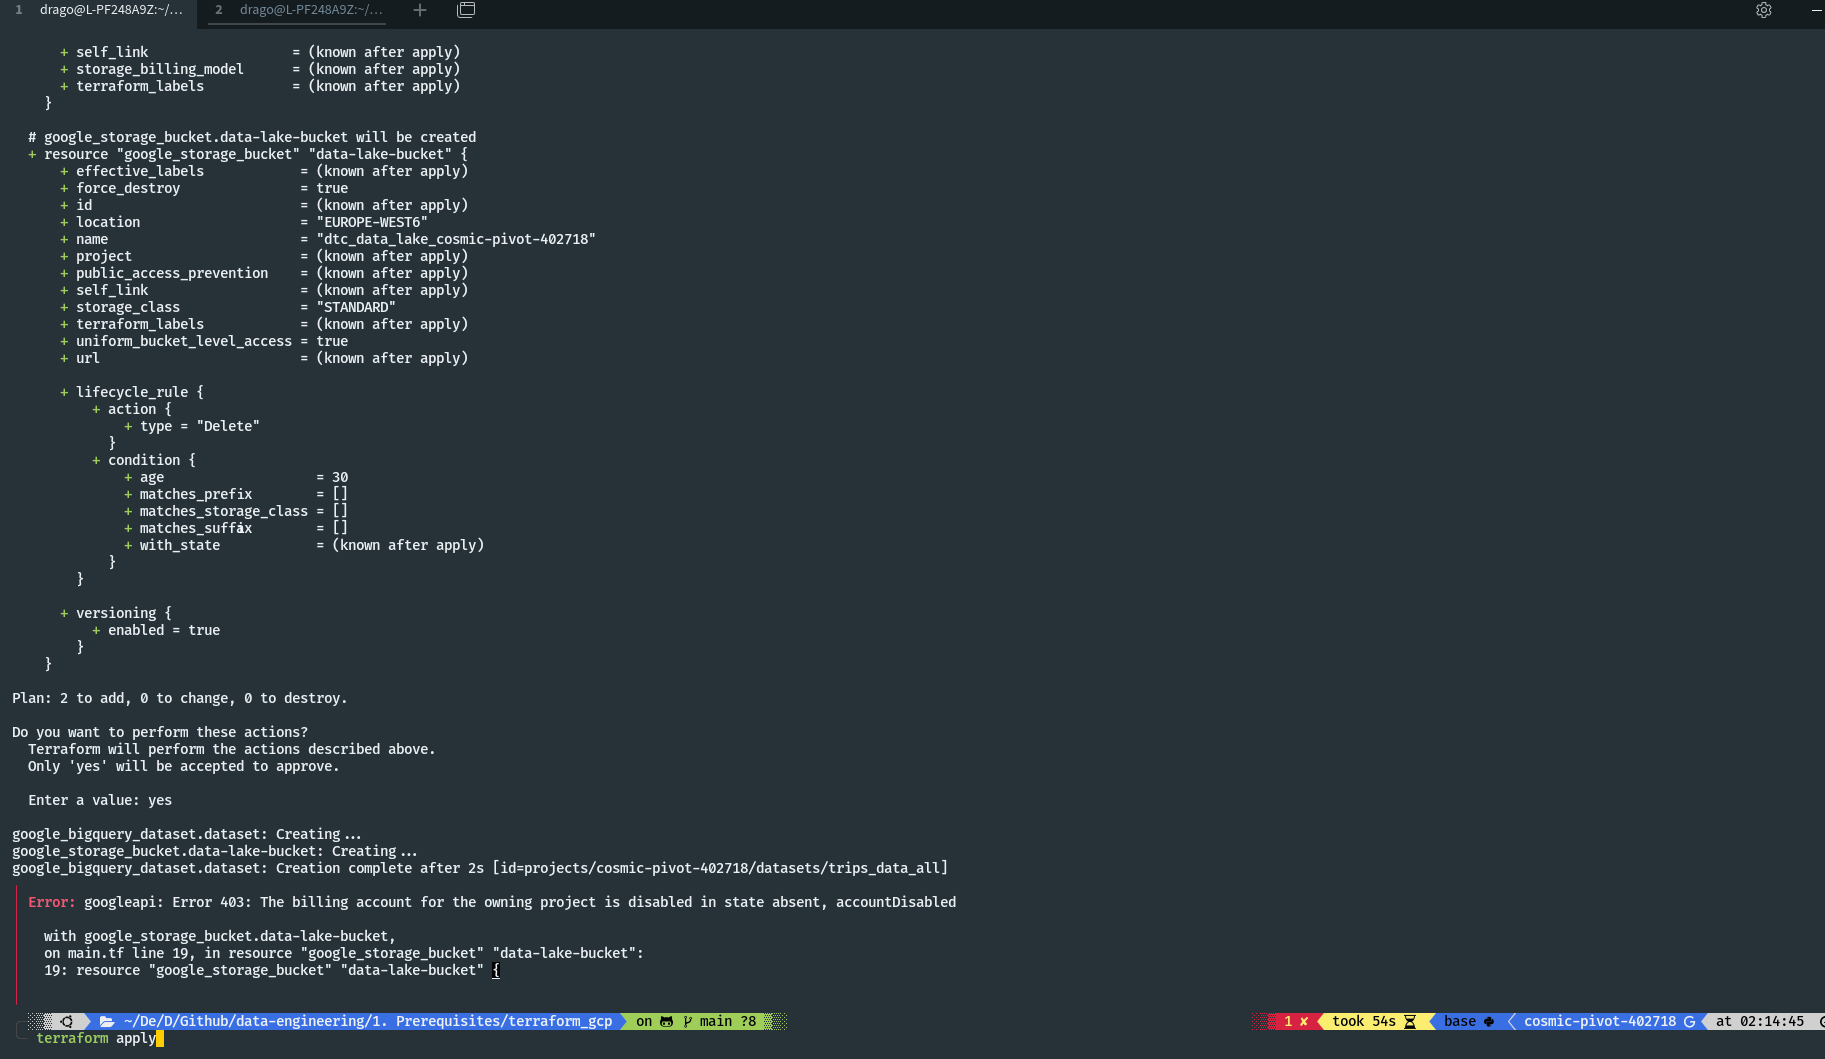 1 drago@L-PF248A9Z:~/... 2 drago@L-PF248A9Z:~/...
+ self_link = (known after apply)
+ storage_billing_model = (known after apply)
+ terraform_labels = (known after apply)
}
# google_storage_bucket.data-lake-bucket will be created
+ resource "google_storage_bucket" "data-lake-bucket" {
+ effective_labels = (known after apply)
+ force_destroy = true
+ id = (known after apply)
+ location = "EUROPE-WEST6"
+ name = "dtc_data_lake_cosmic-pivot-402718"
+ project = (known after apply)
+ public_access_prevention = (known after apply)
+ self_link = (known after apply)
+ storage_class = "STANDARD"
+ terraform_labels = (known after apply)
+ uniform_bucket_level_access = true
+ url = (known after apply)
+ lifecycle_rule {
+ action {
+ type = "Delete"
}
+ condition {
+ age = 30
+ matches_prefix = []
+ matches_storage_class = []
+ matches_suffix = []
+ with_state = (known after apply)
}
}
+ versioning {
+ enabled = true
}
}
Plan: 2 to add, 0 to change, 0 to destroy.
Do you want to perform these actions?
Terraform will perform the actions described above.
Only 'yes' will be accepted to approve.
Enter a value: yes
google_bigquery_dataset.dataset: Creating...
google_storage_bucket.data-lake-bucket: Creating...
google_bigquery_dataset.dataset: Creation complete after 2s [id=projects/cosmic-pivot-402718/datasets/trips_data_all]
Error: googleapi: Error 403: The billing account for the owning project is disabled in state absent, accountDisabled
with google_storage_bucket.data-lake-bucket,
on main.tf line 19, in resource "google_storage_bucket" "data-lake-bucket":
19: resource "google_storage_bucket" "data-lake-bucket" {
~/De/D/Github/data-engineering/1. Prerequisites/terraform_gcp on main ?8 1 ✘ took 54s base cosmic-pivot-402718 G at 02:14:45
terraform apply